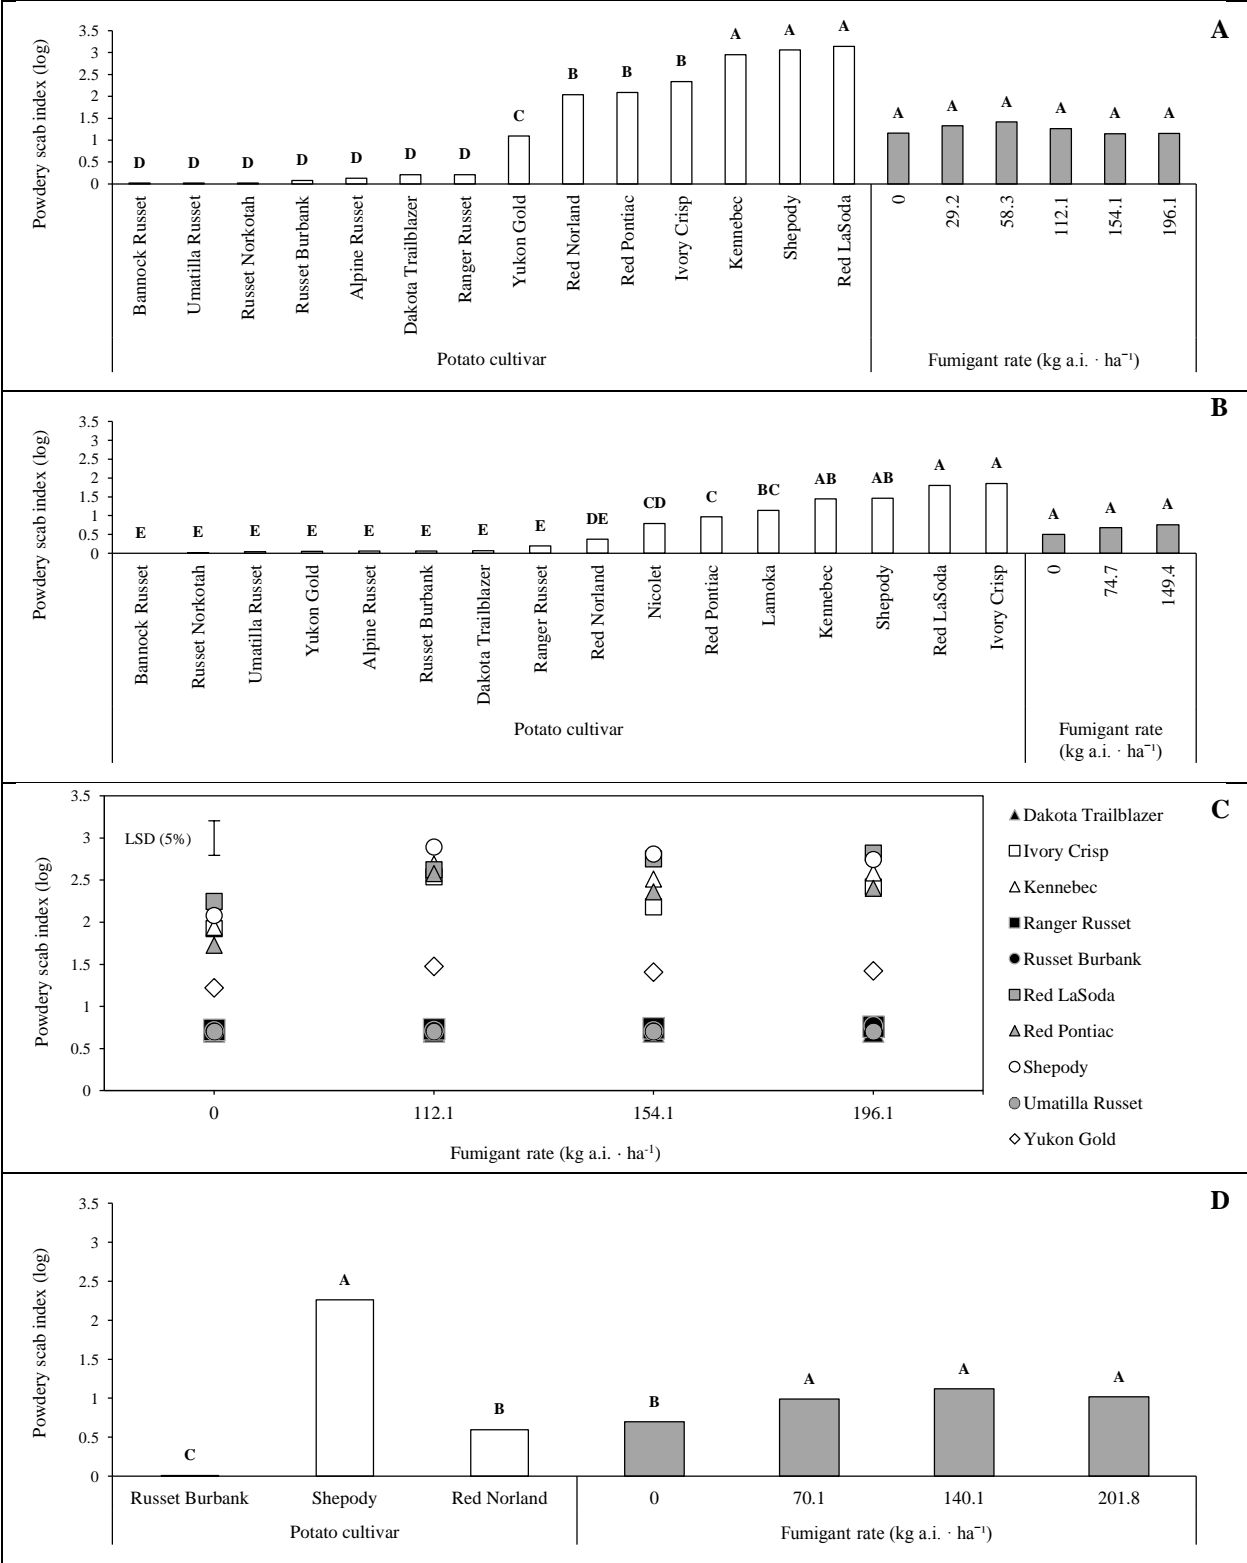 A
Powdery scab index (log)
3.5
3
2.5
2
1.5
1
0.5
0
D
D
D
D
D
D
D
C
B
B
B
A
A
A
A
A
A
A
A
A
Bannock Russet
Umatilla Russet
Russet Norkotah
Russet Burbank
Alpine Russet
Dakota Trailblazer
Ranger Russet
Yukon Gold
Red Norland
Red Pontiac
Ivory Crisp
Kennebec
Shepody
Red LaSoda
0
29.2
58.3
112.1
154.1
196.1
Potato cultivar
Fumigant rate (kg a.i. · ha⁻¹)
B
Powdery scab index (log)
3.5
3
2.5
2
1.5
1
0.5
0
E
E
E
E
E
E
E
E
DE
CD
C
BC
AB
AB
A
A
A
A
A
Bannock Russet
Russet Norkotah
Umatilla Russet
Yukon Gold
Alpine Russet
Russet Burbank
Dakota Trailblazer
Ranger Russet
Red Norland
Nicolet
Red Pontiac
Lamoka
Kennebec
Shepody
Red LaSoda
Ivory Crisp
0
74.7
149.4
Potato cultivar
Fumigant rate
(kg a.i. · ha⁻¹)
C
Powdery scab index (log)
3.5
3
2.5
2
1.5
1
0.5
0
LSD (5%)
0
112.1
154.1
196.1
Fumigant rate (kg a.i. · ha⁻¹)
Dakota Trailblazer
Ivory Crisp
Kennebec
Ranger Russet
Russet Burbank
Red LaSoda
Red Pontiac
Shepody
Umatilla Russet
Yukon Gold
D
Powdery scab index (log)
3.5
3
2.5
2
1.5
1
0.5
0
C
A
B
B
A
A
A
Russet Burbank
Shepody
Red Norland
0
70.1
140.1
201.8
Potato cultivar
Fumigant rate (kg a.i. · ha⁻¹)